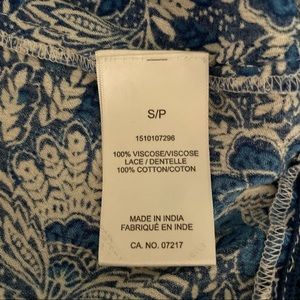 S/P
1510107296
100% VISCOSE/VISCOSE
LACE / DENTELLE
100% COTTON/COTON
MADE IN INDIA
FABRIQUÉ EN INDE
CA. NO. 07217